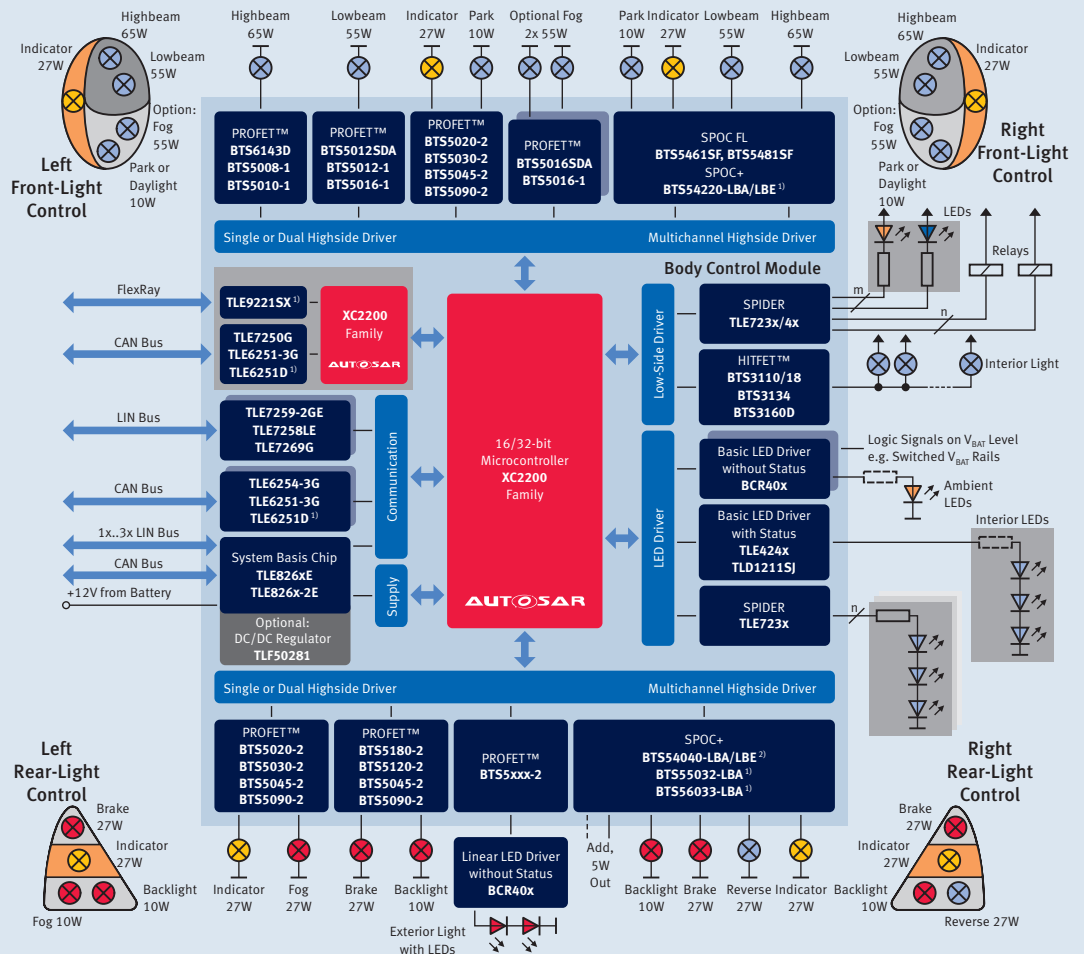 Highbeam
65W
Indicator
27W
Lowbeam
55W
Option:
Fog
55W
Park or
Daylight
10W
Left
Front-Light
Control
Highbeam
65W
Lowbeam
55W
Indicator
27W
Park
10W
Optional Fog
2x 55W
Park
10W
Indicator
27W
Lowbeam
55W
Highbeam
65W
Highbeam
65W
Lowbeam
55W
Indicator
27W
Option:
Fog
55W
Park or
Daylight
10W
Right
Front-Light
Control
PROFET™
BTS6143D
BTS5008-1
BTS5010-1
PROFET™
BTS5012SDA
BTS5012-1
BTS5016-1
PROFET™
BTS5020-2
BTS5030-2
BTS5045-2
BTS5090-2
PROFET™
BTS5016SDA
BTS5016-1
SPOC FL
BTS5461SF, BTS5481SF
SPOC+
BTS54220-LBA/LBE 1)
Single or Dual Highside Driver
Multichannel Highside Driver
Body Control Module
FlexRay
CAN Bus
TLE9221SX 1)
TLE7250G
TLE6251-3G
TLE6251D 1)
XC2200
Family
AUTOSAR
LIN Bus
TLE7259-2GE
TLE7258LE
TLE7269G
CAN Bus
TLE6254-3G
TLE6251-3G
TLE6251D 1)
1x..3x LIN Bus
CAN Bus
+12V from Battery
System Basis Chip
TLE826xE
TLE826x-2E
Optional:
DC/DC Regulator
TLF50281
Communication
Supply
16/32-bit
Microcontroller
XC2200
Family
AUTOSAR
Low-Side Driver
LED Driver
SPIDER
TLE723x/4x
HITFET™
BTS3110/18
BTS3134
BTS3160D
Basic LED Driver
without Status
BCR40x
Basic LED Driver
with Status
TLE424x
TLD1211SJ
SPIDER
TLE723x
LEDs
Relays
m
n
Interior Light
Logic Signals on VBAT Level
e.g. Switched VBAT Rails
Ambient
LEDs
Interior LEDs
n
Single or Dual Highside Driver
Multichannel Highside Driver
PROFET™
BTS5020-2
BTS5030-2
BTS5045-2
BTS5090-2
PROFET™
BTS5180-2
BTS5120-2
BTS5045-2
BTS5090-2
PROFET™
BTS5xxx-2
SPOC+
BTS54040-LBA/LBE 2)
BTS55032-LBA 1)
BTS56033-LBA 1)
Left
Rear-Light
Control
Brake
27W
Indicator
27W
Backlight
10W
Fog 10W
Indicator
27W
Fog
27W
Brake
27W
Backlight
10W
Linear LED Driver
without Status
BCR40x
Exterior Light
with LEDs
Add,
5W
Out
Backlight
10W
Brake
27W
Reverse
27W
Indicator
27W
Right
Rear-Light
Control
Brake
27W
Indicator
27W
Backlight
10W
Reverse 27W